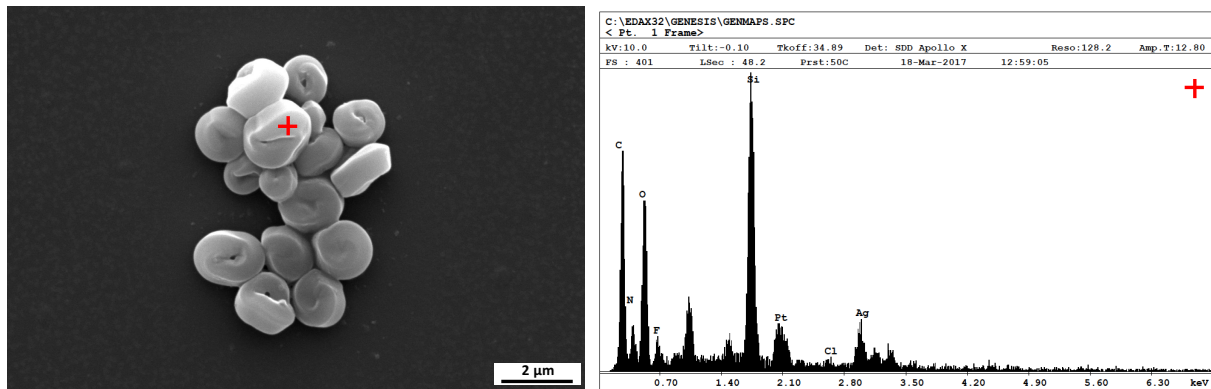 2 µm
C:\EDAX32\GENESIS\GENMAPS.SPC
< Pt. 1 Frame>
kV:10.0 Tilt:-0.10 Tkoff:34.89 Det: SDD Apollo X Reso:128.2 Amp.T:12.80
FS : 401 LSec : 48.2 Prst:50C 18-Mar-2017 12:59:05
Si
C
O
N
F
Pt
Cl
Ag
0.70 1.40 2.10 2.80 3.50 4.20 4.90 5.60 6.30 keV